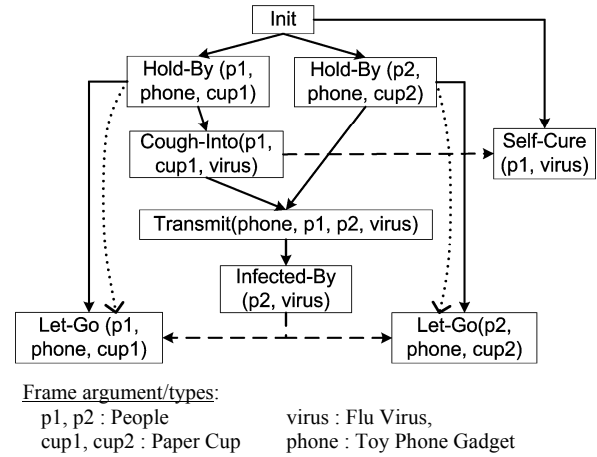 Init
Hold-By (p1,
phone, cup1)
Hold-By (p2,
phone, cup2)
Cough-Into(p1,
cup1, virus)
Self-Cure
(p1, virus)
Transmit(phone, p1, p2, virus)
Infected-By
(p2, virus)
Let-Go (p1,
phone, cup1)
Let-Go(p2,
phone, cup2)
Frame argument/types:
p1, p2 : People
virus : Flu Virus,
cup1, cup2 : Paper Cup
phone : Toy Phone Gadget